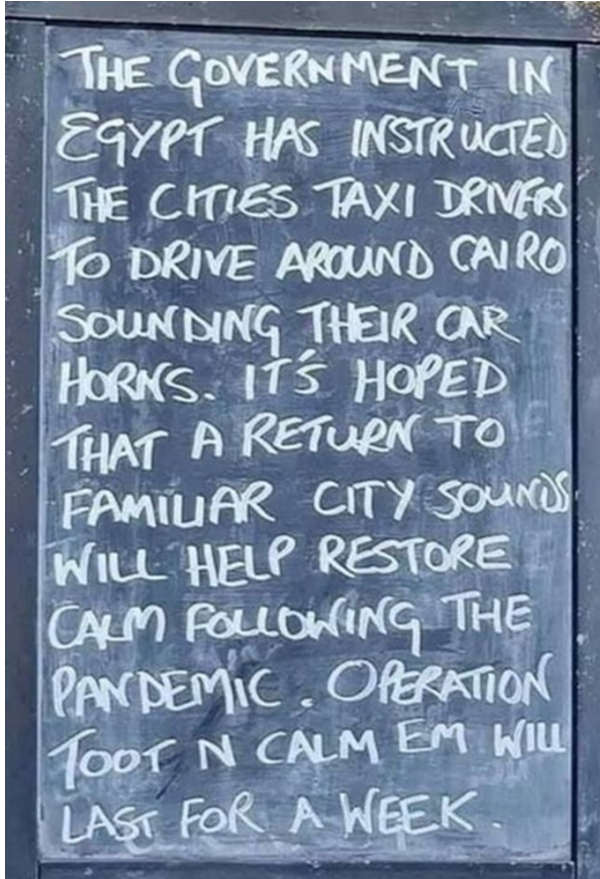 THE GOVERNMENT IN
EGYPT HAS INSTRUCTED
THE CITIES TAXI DRIVERS
TO DRIVE AROUND CAIRO
SOUNDING THEIR CAR
HORNS. IT'S HOPED
THAT A RETURN TO
FAMILIAR CITY SOUNDS
WILL HELP RESTORE
CALM FOLLOWING THE
PANDEMIC. OPERATION
TOOT N CALM EM WILL
LAST FOR A WEEK.